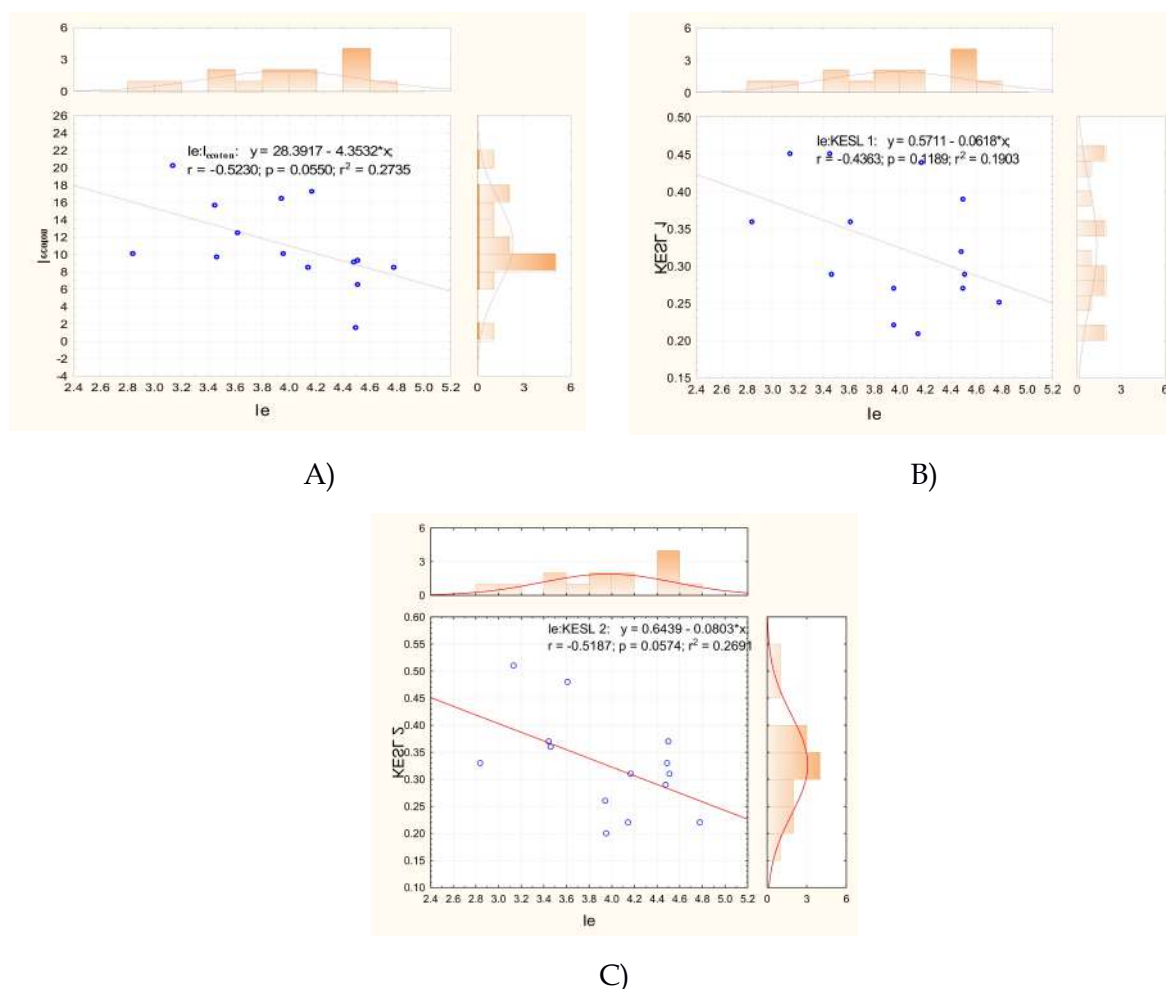 6
3
0
26
24
22
20
18
16
14
12
10
8
6
4
2
0
-2
-4
Ie:Iecoton: y = 28.3917 - 4.3532*x;
r = -0.5230; p = 0.0550; r² = 0.2735
2.4 2.6 2.8 3.0 3.2 3.4 3.6 3.8 4.0 4.2 4.4 4.6 4.8 5.0 5.2
0 3 6
Ie
A)
6
3
0
0.50
0.45
0.40
0.35
0.30
0.25
0.20
0.15
KESL 1
Ie:KESL 1: y = 0.5711 - 0.0618*x;
r = -0.4363; p = 0.1189; r² = 0.1903
2.4 2.6 2.8 3.0 3.2 3.4 3.6 3.8 4.0 4.2 4.4 4.6 4.8 5.0 5.2
0 3 6
Ie
B)
6
3
0
0.60
0.55
0.50
0.45
0.40
0.35
0.30
0.25
0.20
0.15
0.10
KESL 2
Ie:KESL 2: y = 0.6439 - 0.0803*x;
r = -0.5187; p = 0.0574; r² = 0.2691
2.4 2.6 2.8 3.0 3.2 3.4 3.6 3.8 4.0 4.2 4.4 4.6 4.8 5.0 5.2
0 3 6
Ie
C)